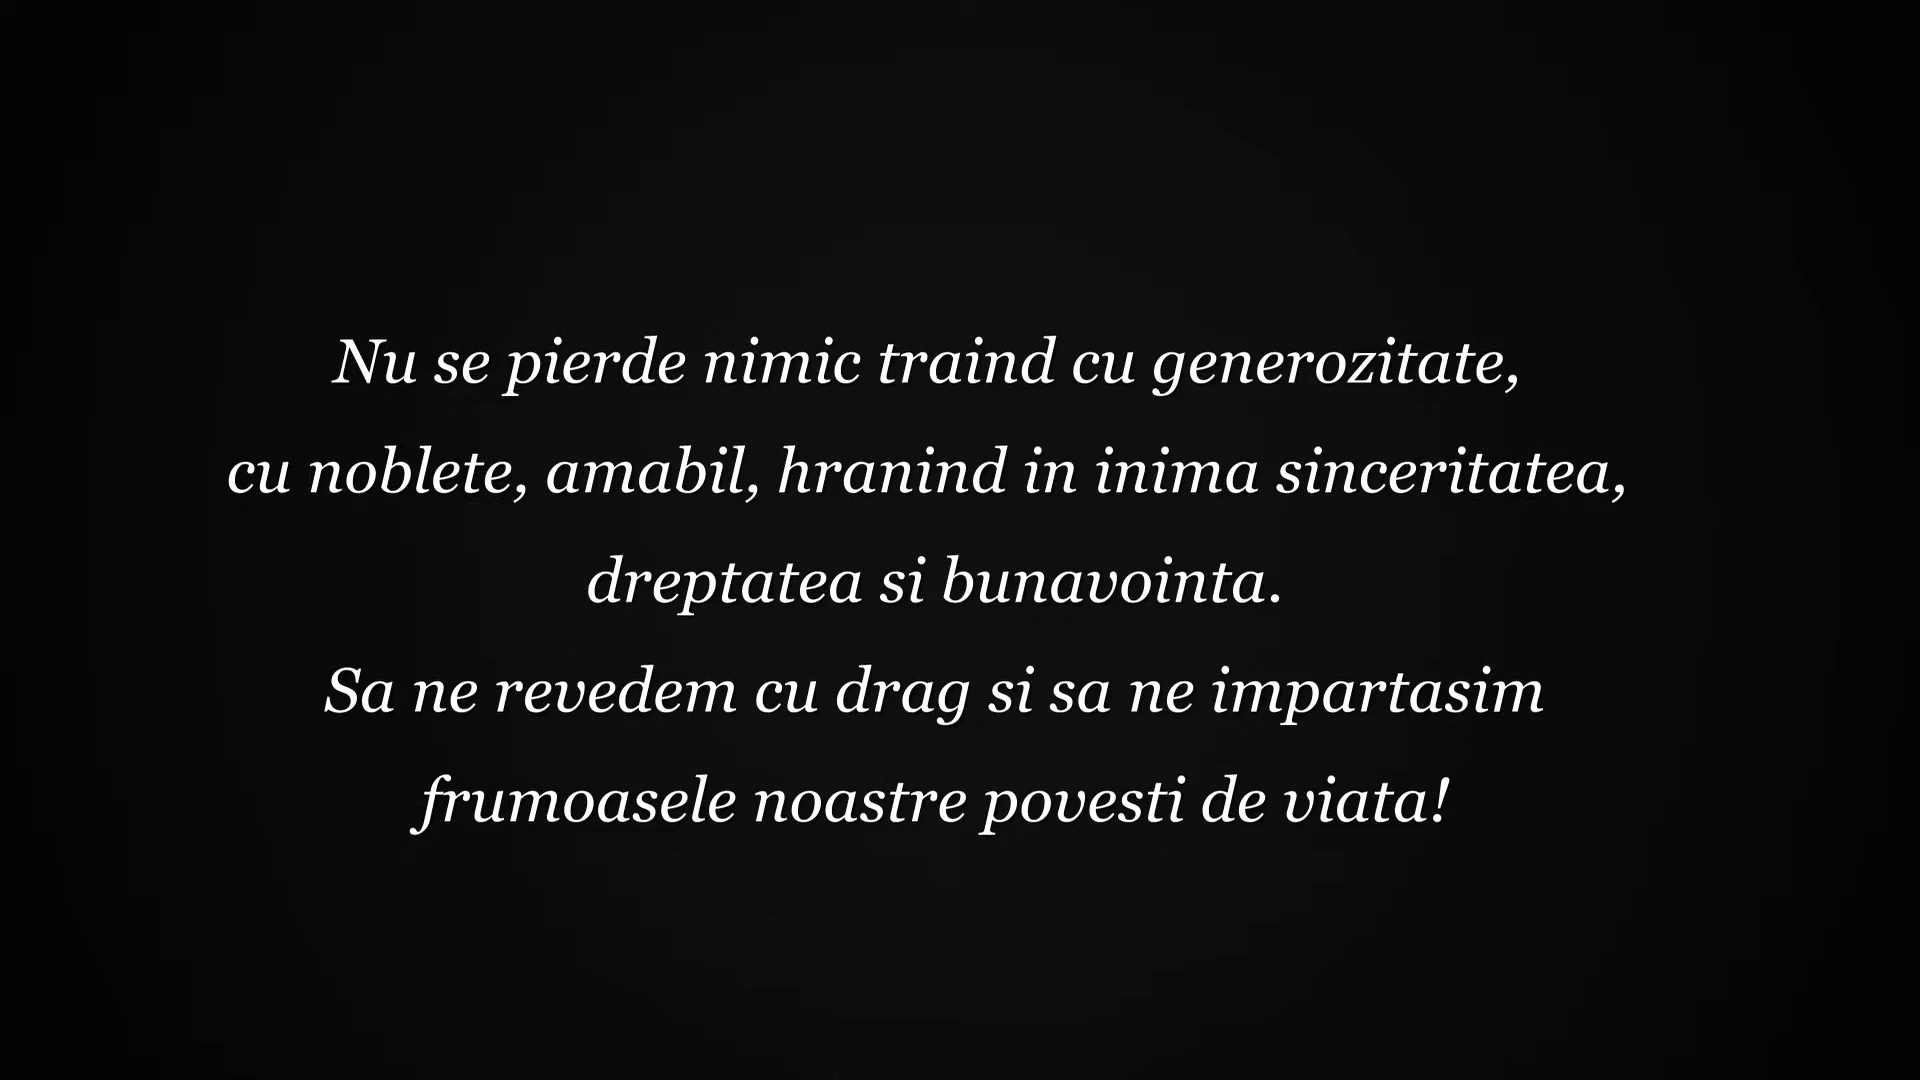 Nu se pierde nimic traind cu generozitate,
cu noblete, amabil, hranind in inima sinceritatea,
dreptatea si bunavointa.
Sa ne revedem cu drag si sa ne impartasim
frumoasele noastre povesti de viata!